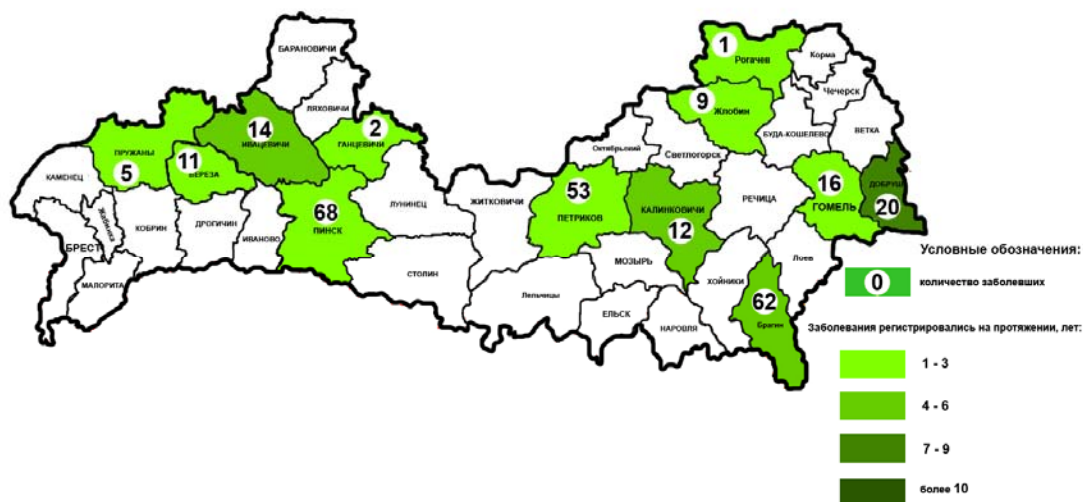 1
Рогачев
Корма
БАРАНОВИЧИ
9
Жлобин
Чечерск
ЛЯХОВИЧИ
14
ИВАЦЕВИЧИ
2
ГАНЦЕВИЧИ
БУДА-КОШЕЛЕВО
ВЕТКА
ПРУЖАНЫ
5
11
БЕРЕЗА
Октябрьский
Светлогорск
КАМЕНЕЦ
53
ПЕТРИКОВ
16
ГОМЕЛЬ
ДОБРУШ
20
ЖИТКОВИЧИ
КАЛИНКОВИЧИ
12
РЕЧИЦА
68
ПИНСК
ЛУНИНЕЦ
Жабинка
КОБРИН
ДРОГИЧИН
ИВАНОВО
БРЕСТ
МАЛОРИТА
СТОЛИН
МОЗЫРЬ
ХОЙНИКИ
Лоев
Лельчицы
ЕЛЬСК
НАРОВЛЯ
62
Брагин
Условные обозначения:
0
количество заболевших
Заболевания регистрировались на протяжении, лет:
1 - 3
4 - 6
7 - 9
более 10